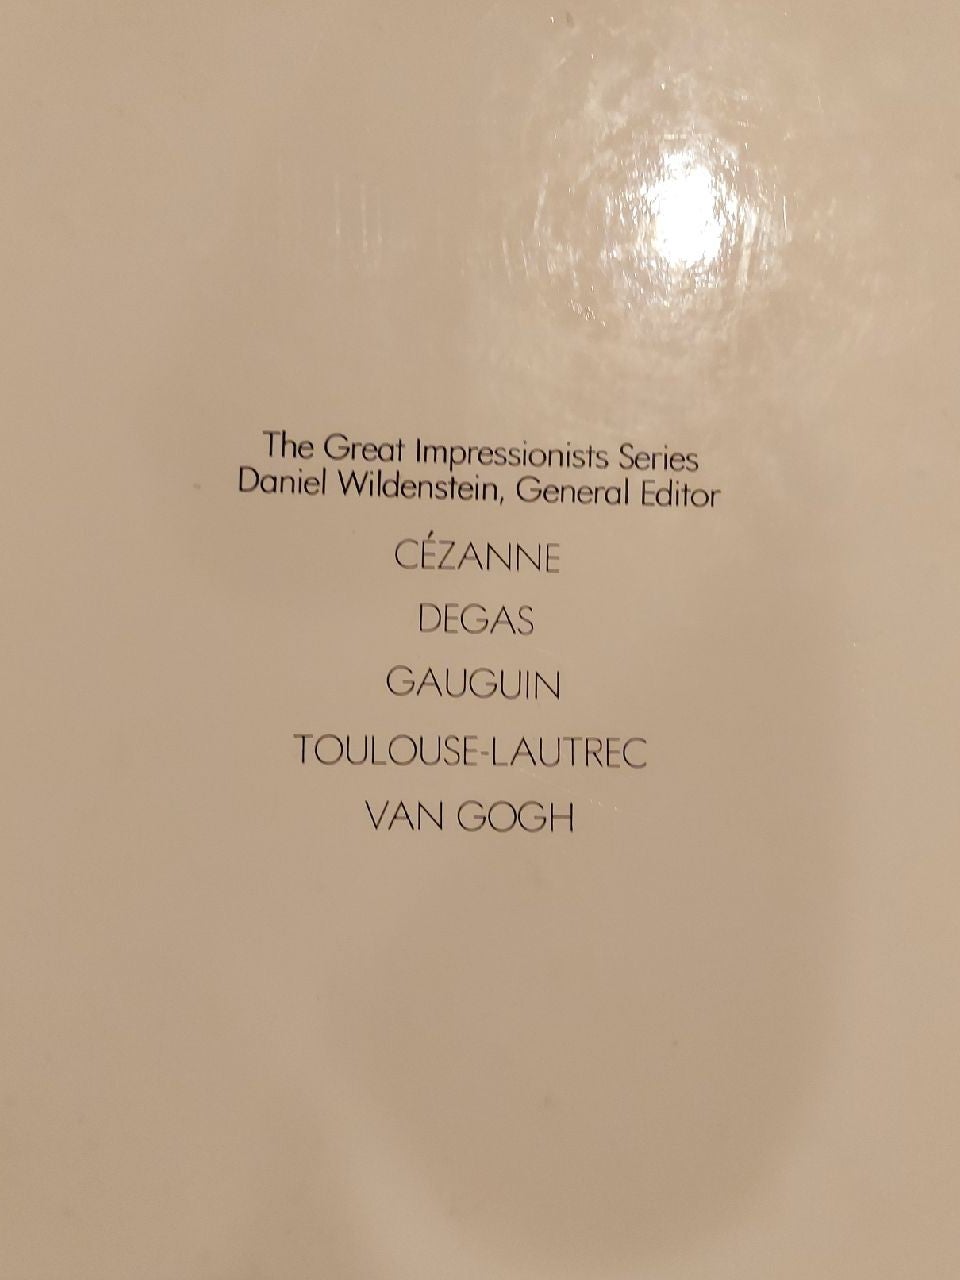 The Great Impressionists Series
Daniel Wildenstein, General Editor
CÉZANNE
DEGAS
GAUGUIN
TOULOUSE-LAUTREC
VAN GOGH